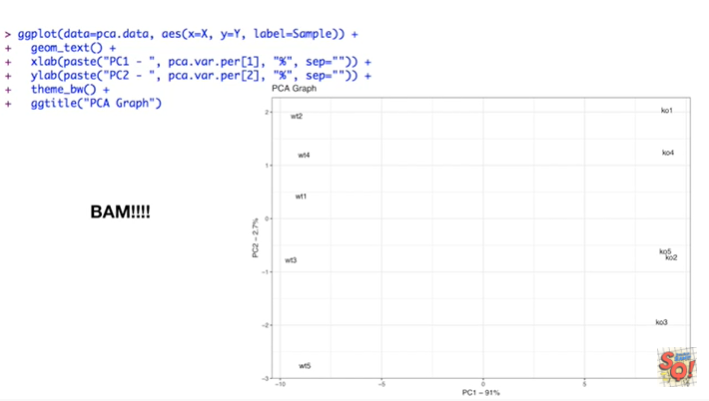 > ggplot(data=pca.data, aes(x=X, y=Y, label=Sample)) +
+ geom_text() +
+ xlab(paste("PC1 - ", pca.var.per[1], "%", sep="")) +
+ ylab(paste("PC2 - ", pca.var.per[2], "%", sep="")) +
+ theme_bw() +
+ ggtitle("PCA Graph")
PCA Graph
BAM!!!!
PC2 - 2.7%
2
1
0
-1
-2
-3
wt2
ko1
wt4
ko4
wt1
wt3
ko5
ko2
ko3
wt5
-10
-5
0
5
PC1 - 91%
SQ!